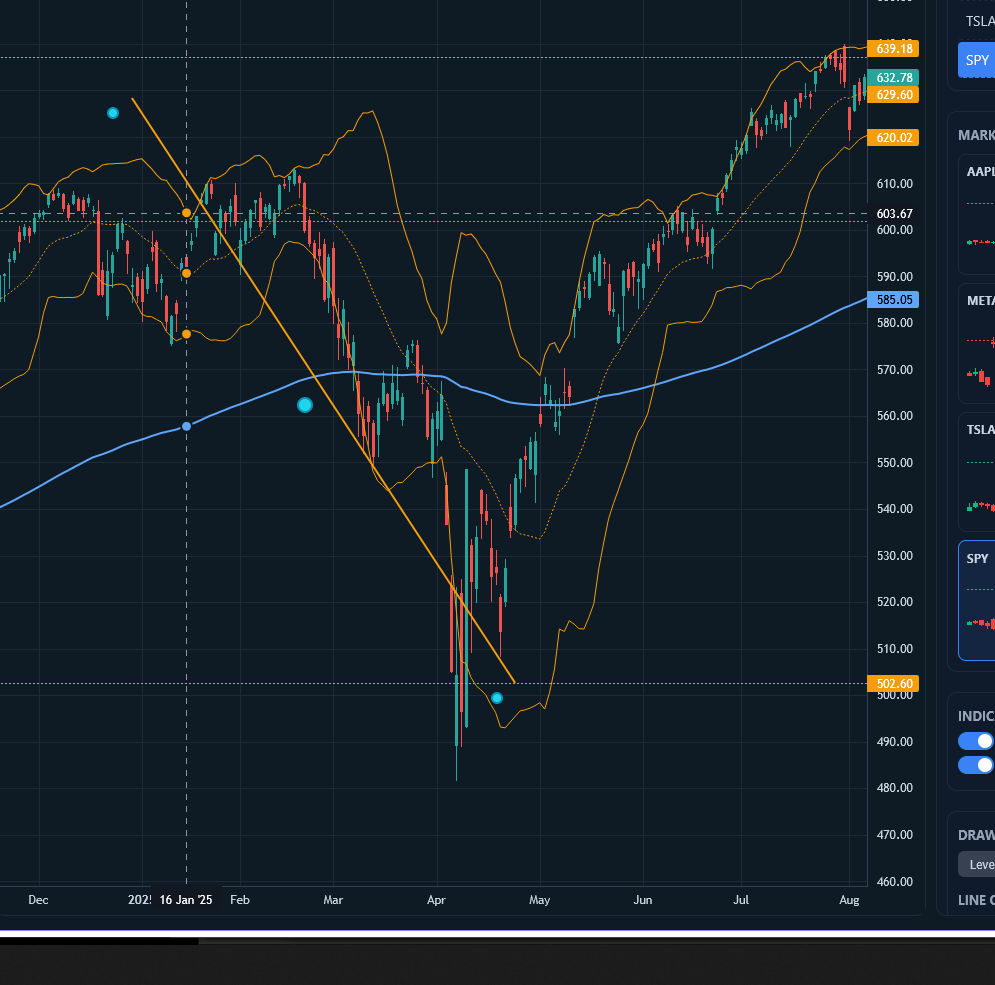 TSLA
SPY
639.18
632.78
629.60
620.02
610.00
603.67
600.00
590.00
585.05
580.00
570.00
560.00
550.00
540.00
530.00
520.00
510.00
502.60
500.00
490.00
480.00
470.00
460.00
Dec
2025
16 Jan '25
Feb
Mar
Apr
May
Jun
Jul
Aug
MARK
AAPL
META
TSLA
SPY
INDIC
DRAW
Leve
LINE C